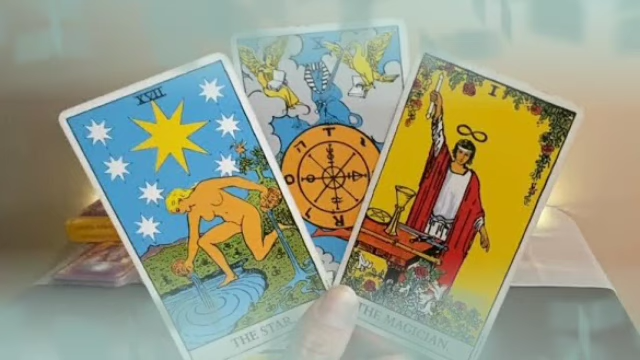 XVII
X
I
THE STAR
THE MAGICIAN.